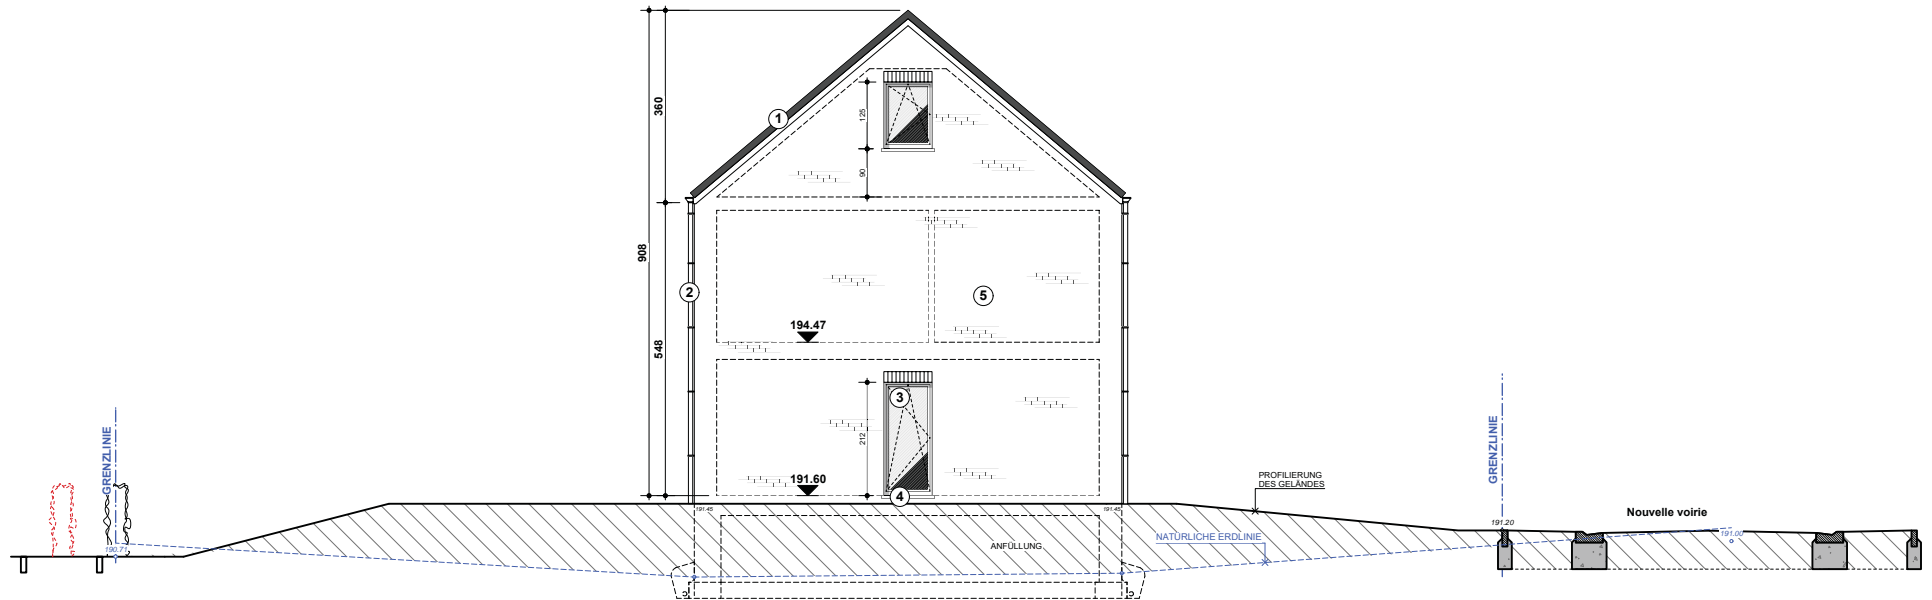 360
1
125
90
908
2
5
194.47
548
3
212
191.60
4
GRENZLINIE
GRENZLINIE
PROFILIERUNG
DES GELÄNDES
191.45
191.45
191.20
Nouvelle voirie
191.00
190.71
ANFÜLLUNG
NATÜRLICHE ERDLINIE